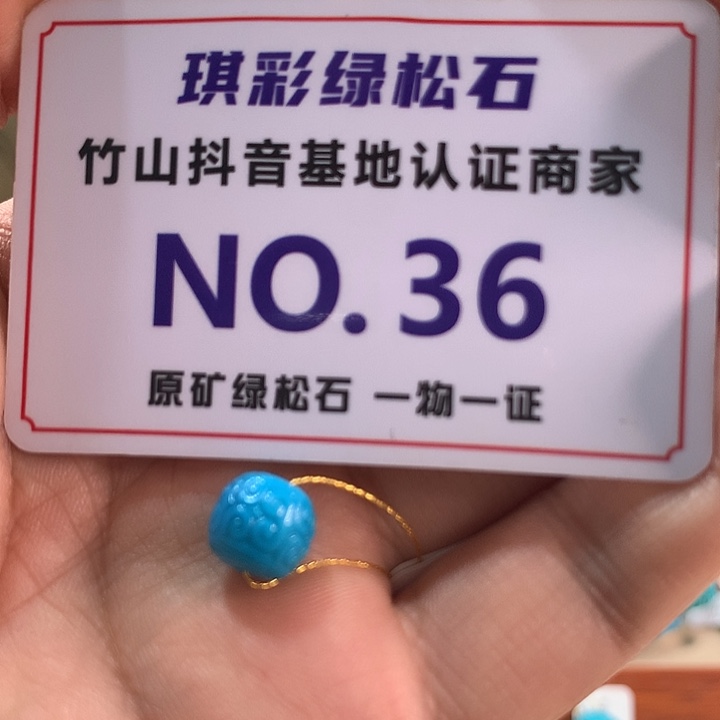 琪彩绿松石
竹山抖音基地认证商家
NO.36
原矿绿松石 一物一证